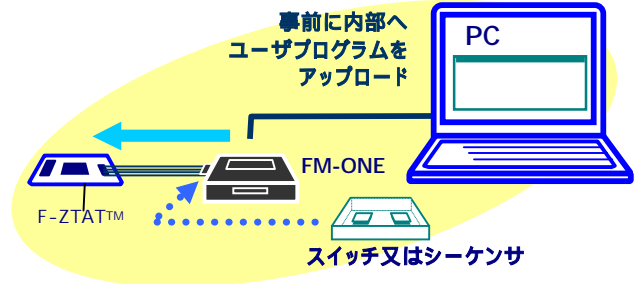 事前に内部へ
ユーザプログラムを
アップロード
PC
FM-ONE
F-ZTAT™
スイッチ又はシーケンサ